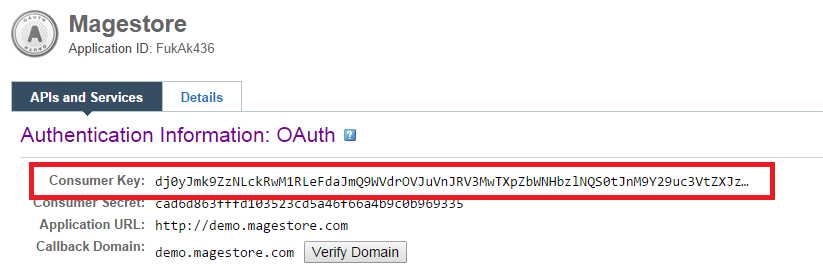 Magestore
Application ID: FukAk436
APIs and Services Details
Authentication Information: OAuth ?
Consumer Key: dj0yJmk9ZzNLckRwM1RLeFdaJmQ9WVdrOVJuVnJRV3MwTXpZbWNHbzlNQS0tJnM9Y29uc3VtZXJz…
Consumer Secret: cad6d863fffd103523cd5a46f66a4b9c0b969335
Application URL: http://demo.magestore.com
Callback Domain: demo.magestore.com Verify Domain